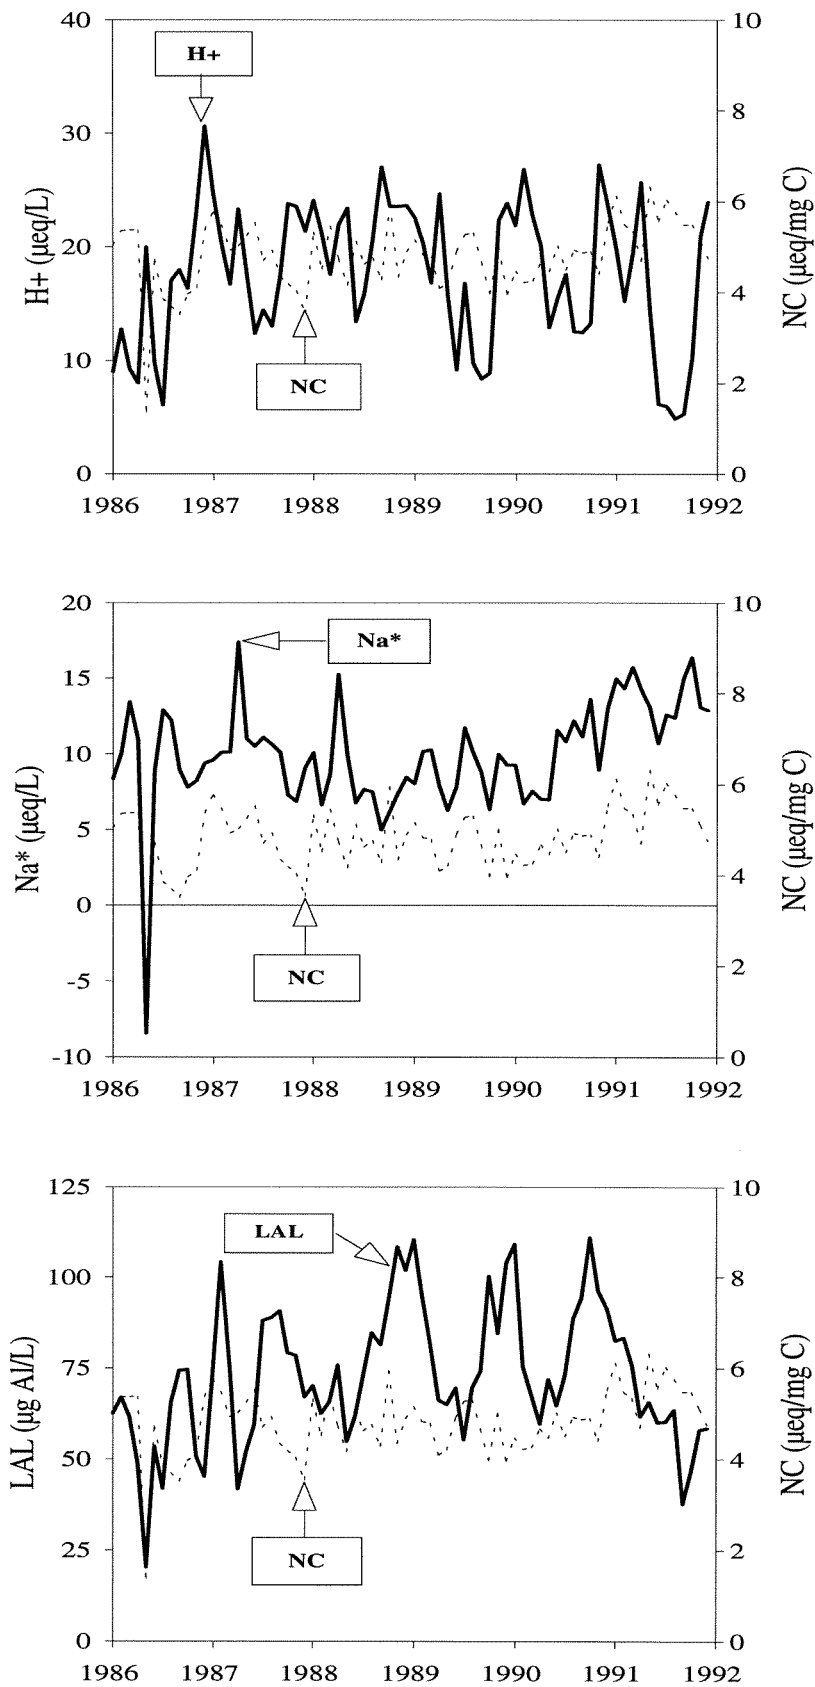 40
10
H+
8
30
H+ (μeq/L)
6
NC (μeq/mg C)
20
4
10
NC
2
0
0
1986 1987 1988 1989 1990 1991 1992
20
10
Na*
15
8
10
Na* (μeq/L)
6
NC (μeq/mg C)
5
4
0
NC
2
-5
-10
0
1986 1987 1988 1989 1990 1991 1992
125
10
LAL
100
8
LAL (μg Al/L)
75
6
NC (μeq/mg C)
50
4
25
NC
2
0
0
1986 1987 1988 1989 1990 1991 1992